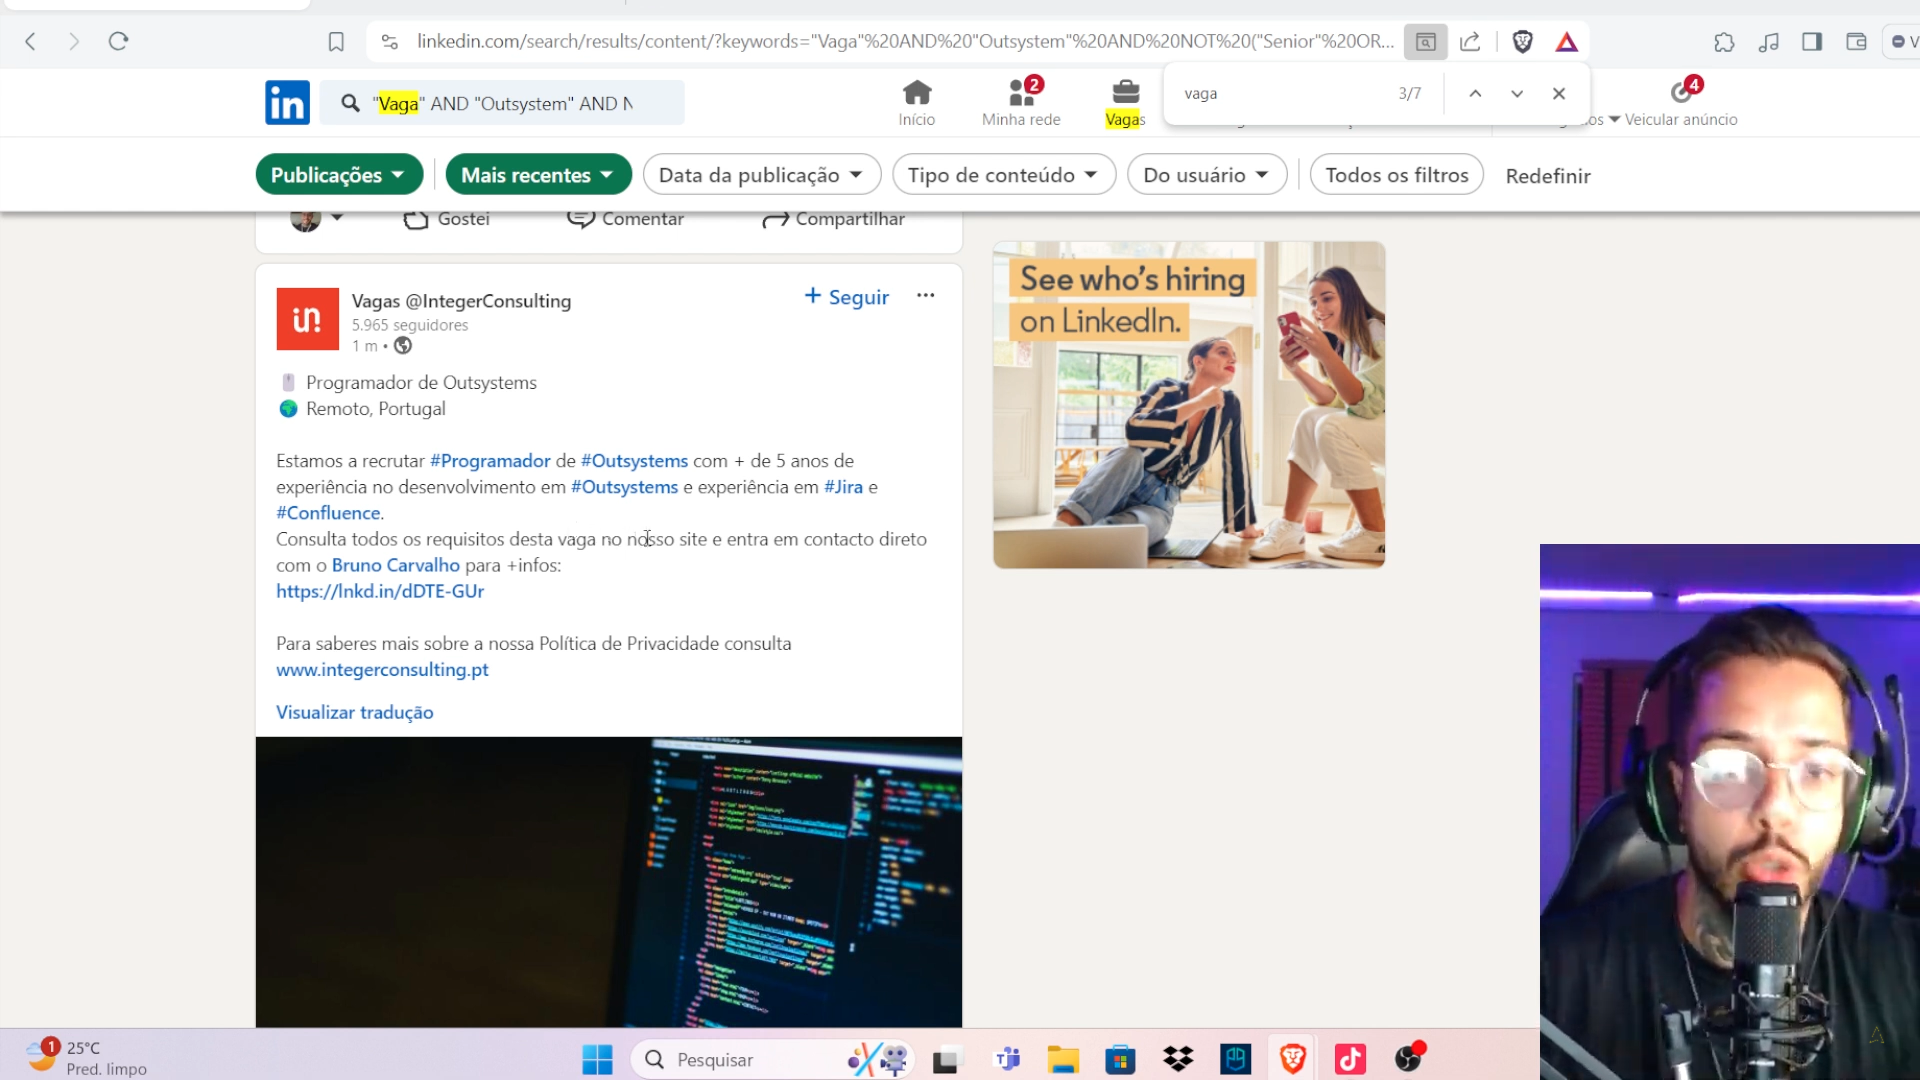 linkedin.com/search/results/content/?keywords="Vaga"%20AND%20"Outsystem"%20AND%20NOT%20("Senior"%20OR...
V
in
"Vaga" AND "Outsystem" AND N
Início
2
Minha rede
Vagas
vaga
3/7
4
os
Veicular anúncio
Publicações
Mais recentes
Data da publicação
Tipo de conteúdo
Do usuário
Todos os filtros
Redefinir
Gostei
Comentar
Compartilhar
in!
Vagas @IntegerConsulting
+ Seguir
5.965 seguidores
1 m •
Programador de Outsystems
Remoto, Portugal
Estamos a recrutar #Programador de #Outsystems com + de 5 anos de
experiência no desenvolvimento em #Outsystems e experiência em #Jira e
#Confluence.
Consulta todos os requisitos desta vaga no nosso site e entra em contacto direto
com o Bruno Carvalho para +infos:
https://lnkd.in/dDTE-GUr
Para saberes mais sobre a nossa Política de Privacidade consulta
www.integerconsulting.pt
Visualizar tradução
See who's hiring
on LinkedIn.
1
25°C
Pred. limpo
Pesquisar